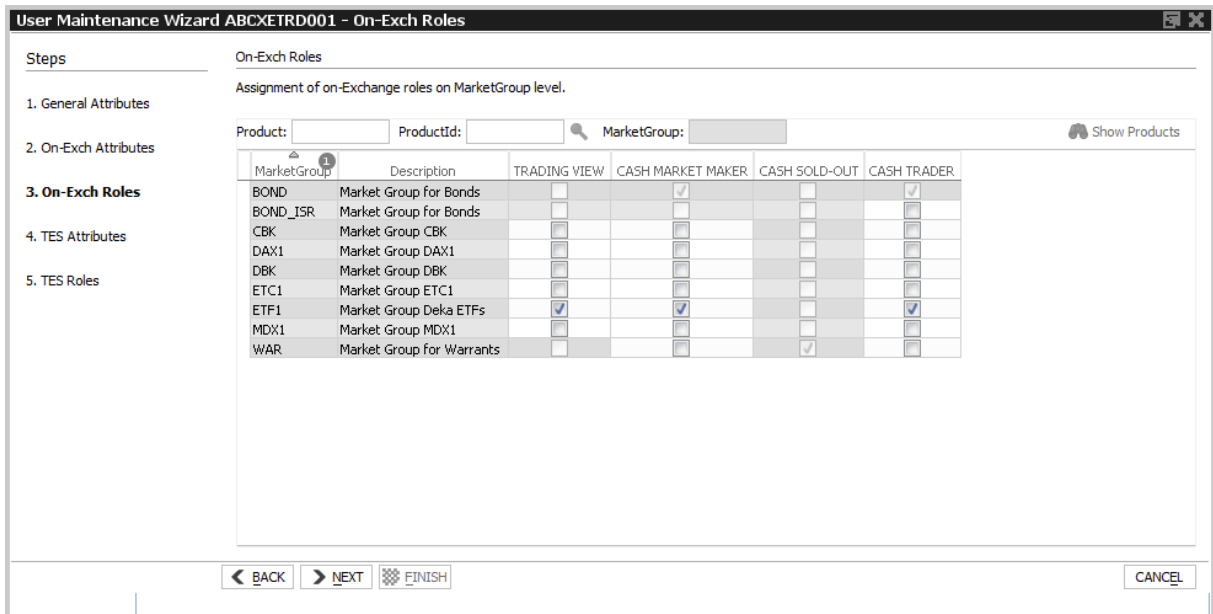 User Maintenance Wizard ABCXETRD001 - On-Exch Roles
Steps
1. General Attributes
2. On-Exch Attributes
3. On-Exch Roles
4. TES Attributes
5. TES Roles
On-Exch Roles
Assignment of on-Exchange roles on MarketGroup level.
Product: ProductId: MarketGroup: Show Products
MarketGroup 1 Description TRADING VIEW CASH MARKET MAKER CASH SOLD-OUT CASH TRADER
BOND Market Group for Bonds
BOND_ISR Market Group for Bonds
CBK Market Group CBK
DAX1 Market Group DAX1
DBK Market Group DBK
ETC1 Market Group ETC1
ETF1 Market Group Deka ETFs
MDX1 Market Group MDX1
WAR Market Group for Warrants
BACK NEXT FINISH CANCEL